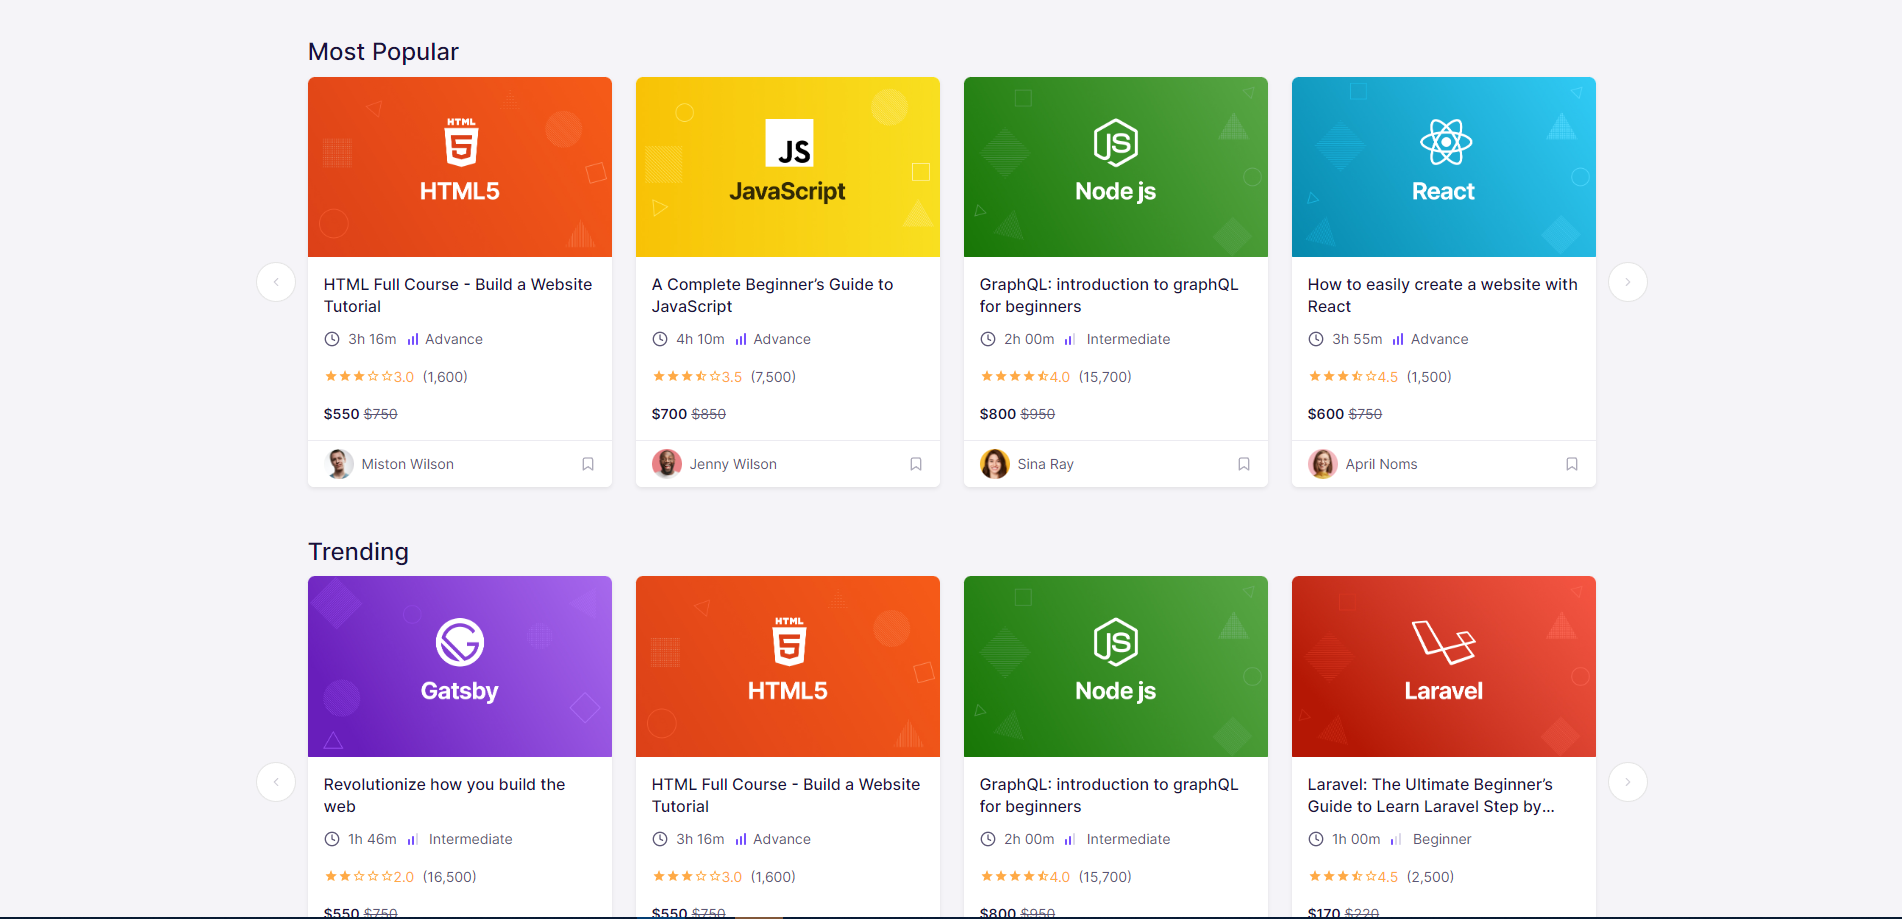 Most Popular
HTML
5
HTML5
JS
JavaScript
JS
Node js
React
HTML Full Course - Build a Website
Tutorial
3h 16m Advance
3.0 (1,600)
$550 $750
Miston Wilson
A Complete Beginner’s Guide to
JavaScript
4h 10m Advance
3.5 (7,500)
$700 $850
Jenny Wilson
GraphQL: introduction to graphQL
for beginners
2h 00m Intermediate
4.0 (15,700)
$800 $950
Sina Ray
How to easily create a website with
React
3h 55m Advance
4.5 (1,500)
$600 $750
April Noms
Trending
Gatsby
HTML
5
HTML5
JS
Node js
Laravel
Revolutionize how you build the
web
1h 46m Intermediate
2.0 (16,500)
$550 $750
HTML Full Course - Build a Website
Tutorial
3h 16m Advance
3.0 (1,600)
$550 $750
GraphQL: introduction to graphQL
for beginners
2h 00m Intermediate
4.0 (15,700)
$800 $950
Laravel: The Ultimate Beginner’s
Guide to Learn Laravel Step by...
1h 00m Beginner
4.5 (2,500)
$170 $220